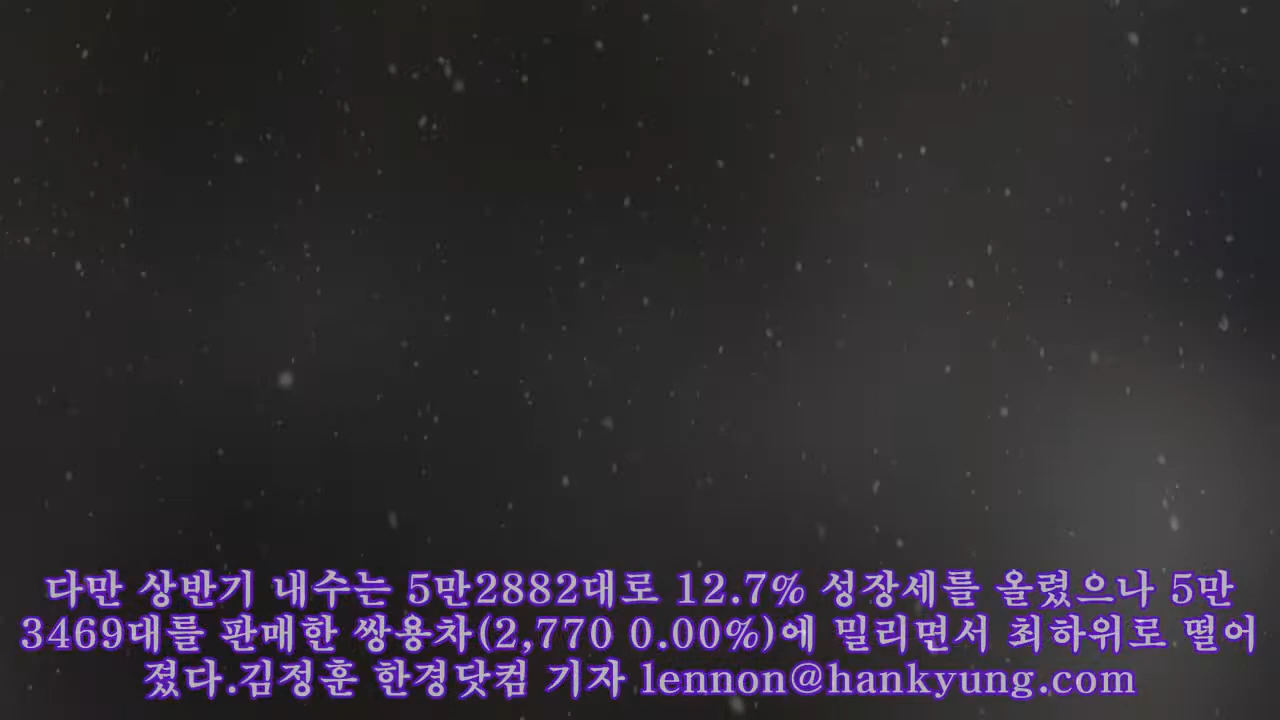 다만 상반기 내수는 5만2882대로 12.7% 성장세를 올렸으나 5만
3469대를 판매한 쌍용차(2,770 0.00%)에 밀리면서 최하위로 떨어
졌다.김정훈 한경닷컴 기자 lennon@hankyung.com